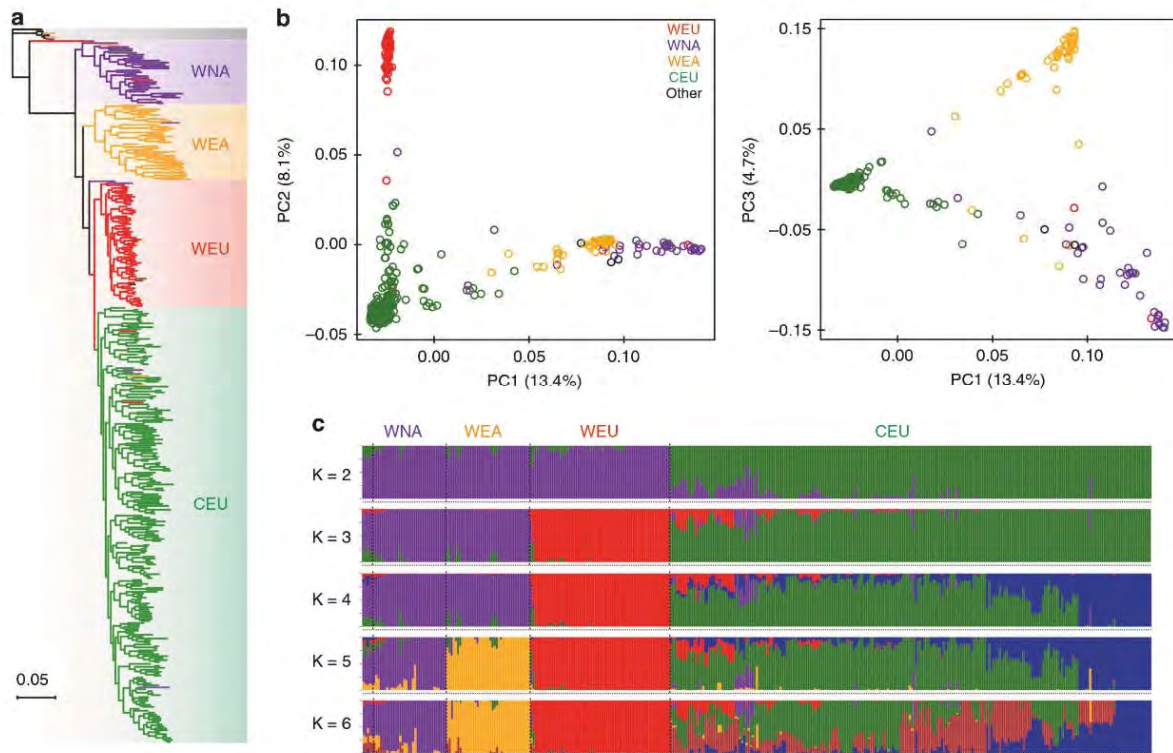 a
WNA
WEA
WEU
CEU
0.05
b
WEU
WNA
WEA
CEU
Other
PC2 (8.1%)
0.10
0.05
0.00
−0.05
0.00
0.05
0.10
PC1 (13.4%)
PC3 (4.7%)
0.15
0.05
−0.05
−0.15
0.00
0.05
0.10
PC1 (13.4%)
c
WNA WEA WEU CEU
K = 2
K = 3
K = 4
K = 5
K = 6